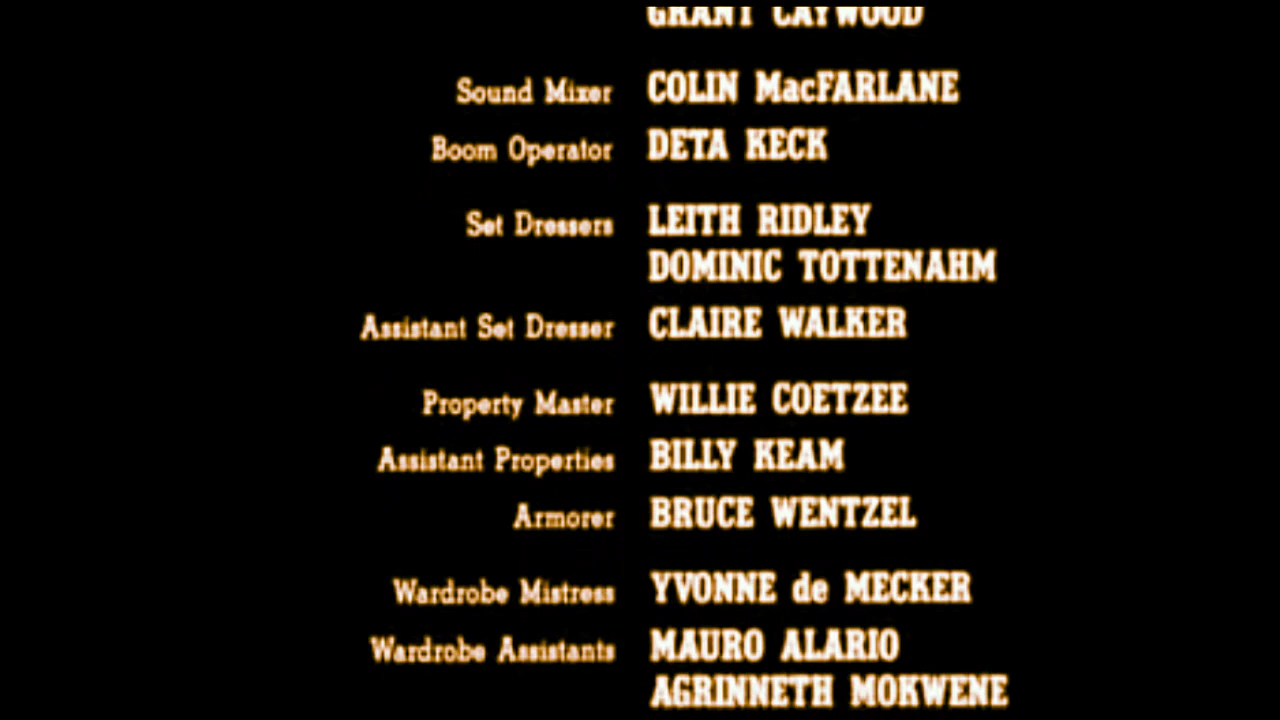 GRANT CAYWOOD
Sound Mixer COLIN MacFARLANE
Boom Operator DETA KECK
Set Dressers LEITH RIDLEY
DOMINIC TOTTENAHM
Assistant Set Dresser CLAIRE WALKER
Property Master WILLIE COETZEE
Assistant Properties BILLY KEAM
Armorer BRUCE WENTZEL
Wardrobe Mistress YVONNE de MECKER
Wardrobe Assistants MAURO ALARIO
AGRINNETH MOKWENE